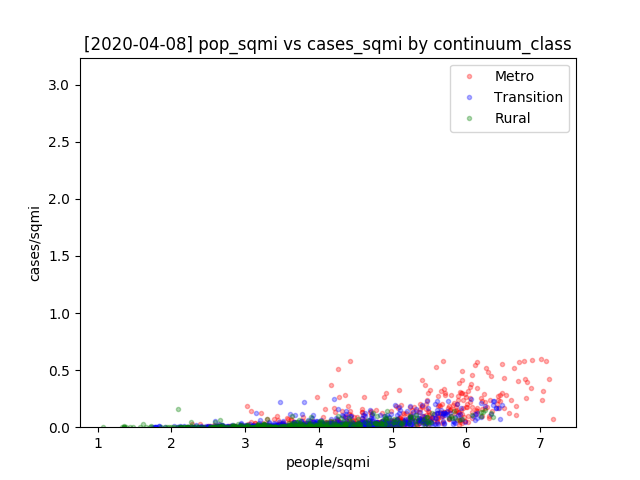 [2020-04-08] pop_sqmi vs cases_sqmi by continuum_class
Metro
Transition
Rural
3.0
2.5
2.0
1.5
1.0
0.5
0.0
cases/sqmi
1 2 3 4 5 6 7
people/sqmi